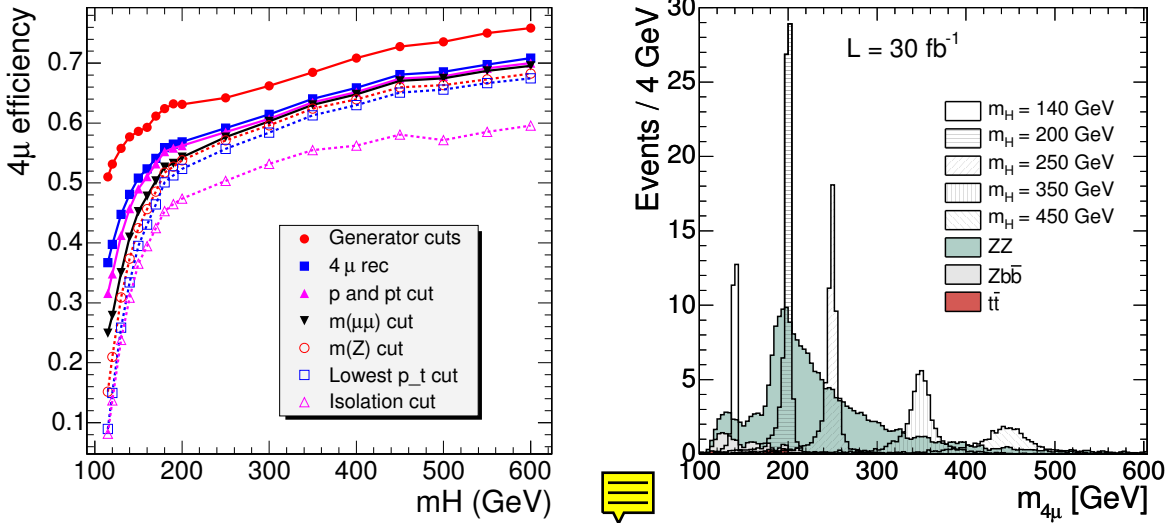 4μ efficiency
0.7
0.6
0.5
0.4
0.3
0.2
0.1
100 200 300 400 500 600
mH (GeV)
Generator cuts
4 μ rec
p and pt cut
m(μμ) cut
m(Z) cut
Lowest p_t cut
Isolation cut
Events / 4 GeV
30
25
20
15
10
5
0
100 200 300 400 500 600
m4μ [GeV]
L = 30 fb-1
mH = 140 GeV
mH = 200 GeV
mH = 250 GeV
mH = 350 GeV
mH = 450 GeV
ZZ
Zbb̄
tt̄